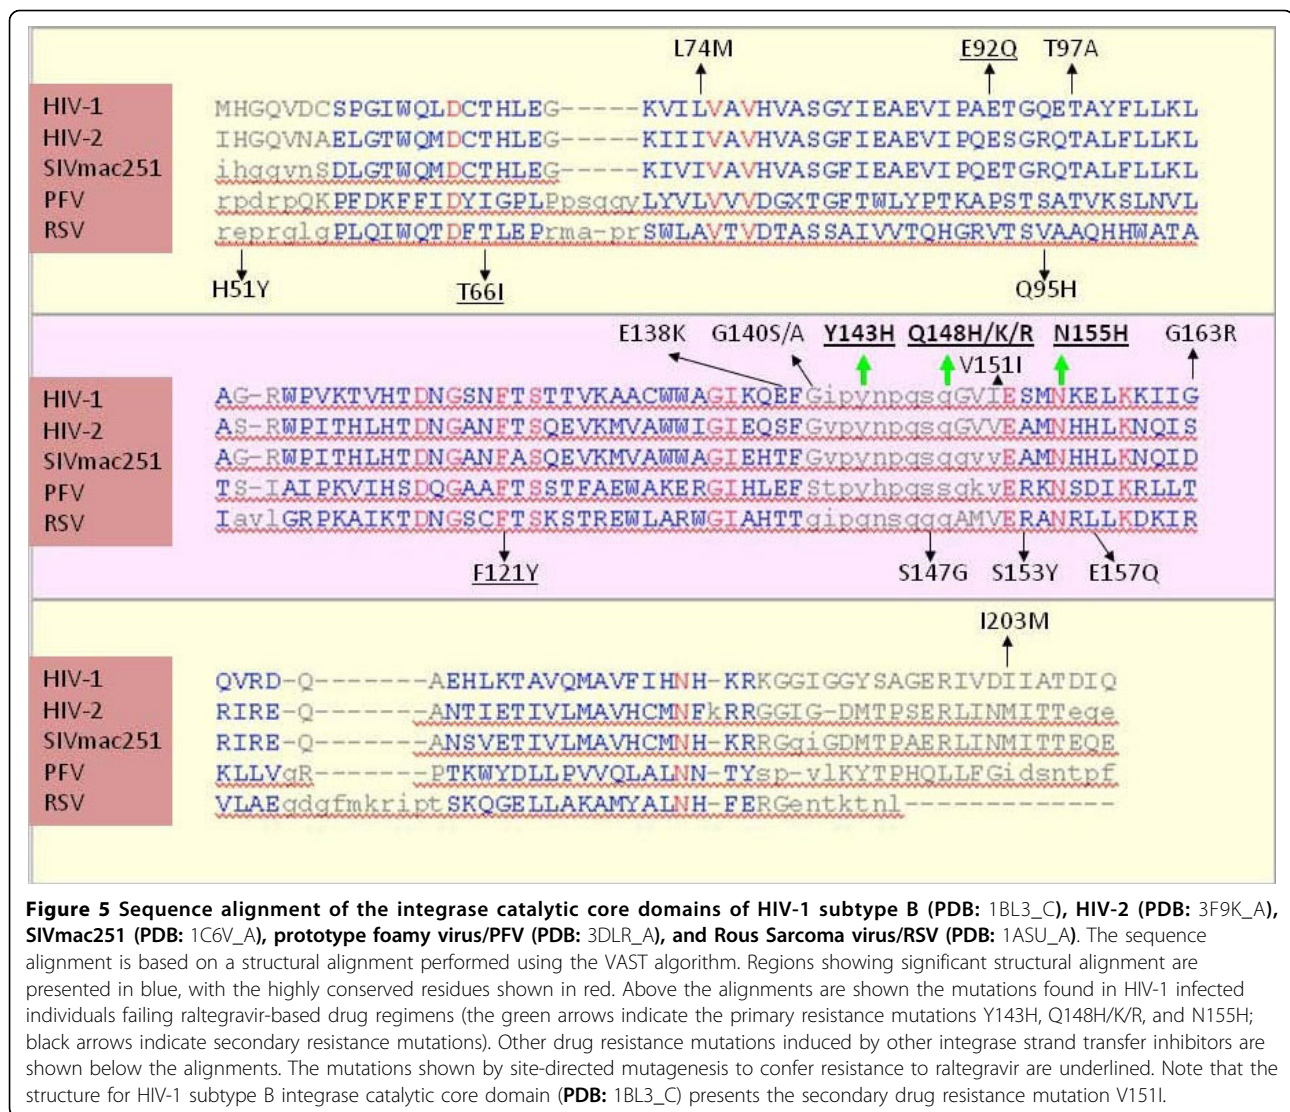 L74M E92Q T97A
HIV-1 MHGQVDCSPGIWQLDCTHLEG-----KVILVAVHVASGYIEAEVIPAETGQETAYFLLKL
HIV-2 IHGQVNAELGTWQMDCTHLEG-----KIIIVAVHVASGFIEAEVIPQESGRQTALFLLKL
SIVmac251 ihgqvnSDLGTWQMDCTHLEG-----KIVIVAVHVASGFIEAEVIPQETGRQTALFLLKL
PFV rpdrpQKPFDKFFIDYIGPLPpsqgyLYVLVVVDGXTGFTWLYPTKAPSTSATVKSLNVL
RSV reprglgPLQIWQTDFTLEPrma-prSWLAVTVDTASSAIVVTQHGRVTSVAAQHHWATA
H51Y T66I Q95H
E138K G140S/A Y143H Q148H/K/R N155H G163R
V151I
HIV-1 AG-RWPVKTVHTDNGSNFTSTTVKAACWWAGIKQEFGipynpqsqGVIESMNKELKKIIG
HIV-2 AS-RWPITHLHTDNGANFTSQEVKMVAWWIGIEQSFGvpynpqsqGVVEAMNHHLKNQIS
SIVmac251 AG-RWPITHLHTDNGANFASQEVKMVAWWAGIEHTFGvpynpqsqgvvEAMNHHLKNQID
PFV TS-IAIPKVIHSDQGAAFTSSTFAEWAKERGIHLEFStpyhpqssgkvERKNSDIKRLLT
RSV IavlGRPKAIKTDNGSCFTSKSTREWLARWGIAHTTgipgnsqgqAMVERANRLLKDKIR
F121Y S147G S153Y E157Q
I203M
HIV-1 QVRD-Q-------AEHLKTAVQMAVFIHNH-KRKGGIGGYSAGERIVDIIATDIQ
HIV-2 RIRE-Q-------ANTIETIVLMAVHCMNFkRRGGIG-DMTPSERLINMITTeqe
SIVmac251 RIRE-Q-------ANSVETIVLMAVHCMNH-KRRGqiGDMTPAERLINMITTEQE
PFV KLLVgR-------PTKWYDLLPVVQLALNN-TYsp-vlKYTPHQLLFGidsntpf
RSV VLAEgdgfmkriptSKQGELLAKAMYALNH-FERGentktnl-------------
Figure 5 Sequence alignment of the integrase catalytic core domains of HIV-1 subtype B (PDB: 1BL3_C), HIV-2 (PDB: 3F9K_A),
SIVmac251 (PDB: 1C6V_A), prototype foamy virus/PFV (PDB: 3DLR_A), and Rous Sarcoma virus/RSV (PDB: 1ASU_A). The sequence
alignment is based on a structural alignment performed using the VAST algorithm. Regions showing significant structural alignment are
presented in blue, with the highly conserved residues shown in red. Above the alignments are shown the mutations found in HIV-1 infected
individuals failing raltegravir-based drug regimens (the green arrows indicate the primary resistance mutations Y143H, Q148H/K/R, and N155H;
black arrows indicate secondary resistance mutations). Other drug resistance mutations induced by other integrase strand transfer inhibitors are
shown below the alignments. The mutations shown by site-directed mutagenesis to confer resistance to raltegravir are underlined. Note that the
structure for HIV-1 subtype B integrase catalytic core domain (PDB: 1BL3_C) presents the secondary drug resistance mutation V151I.